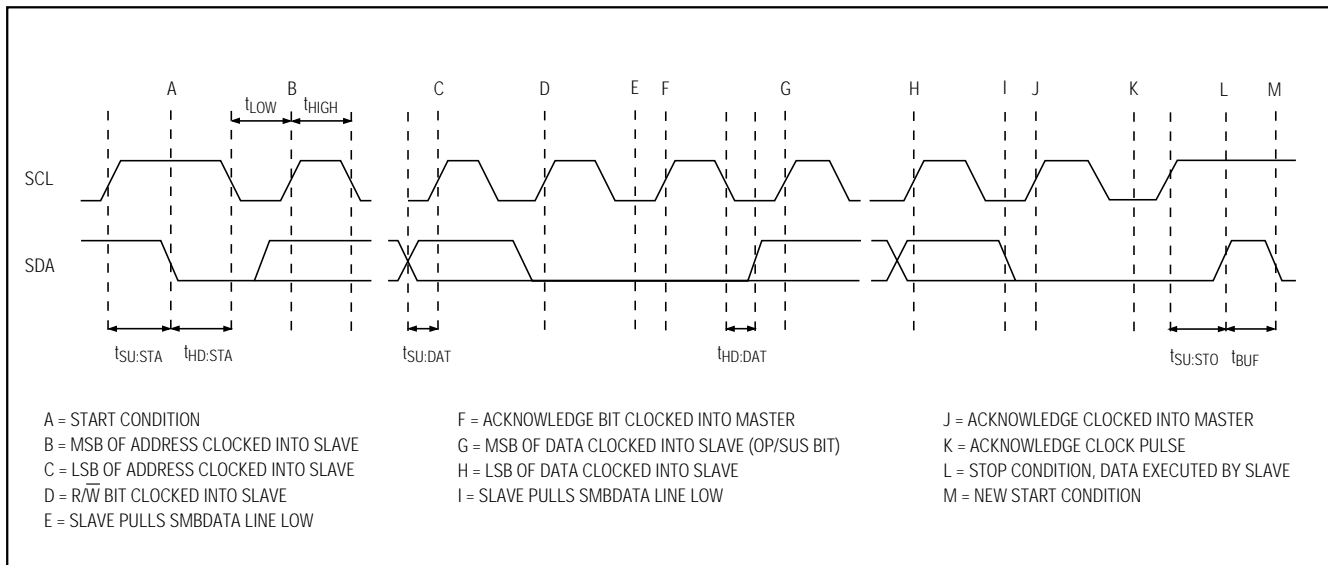 A B C D E F G H I J K L M
tLOW tHIGH
SCL
SDA
tSU:STA tHD:STA tSU:DAT tHD:DAT tSU:STO tBUF
A = START CONDITION
B = MSB OF ADDRESS CLOCKED INTO SLAVE
C = LSB OF ADDRESS CLOCKED INTO SLAVE
D = R/W̅ BIT CLOCKED INTO SLAVE
E = SLAVE PULLS SMBDATA LINE LOW
F = ACKNOWLEDGE BIT CLOCKED INTO MASTER
G = MSB OF DATA CLOCKED INTO SLAVE (OP/SUS BIT)
H = LSB OF DATA CLOCKED INTO SLAVE
I = SLAVE PULLS SMBDATA LINE LOW
J = ACKNOWLEDGE CLOCKED INTO MASTER
K = ACKNOWLEDGE CLOCK PULSE
L = STOP CONDITION, DATA EXECUTED BY SLAVE
M = NEW START CONDITION